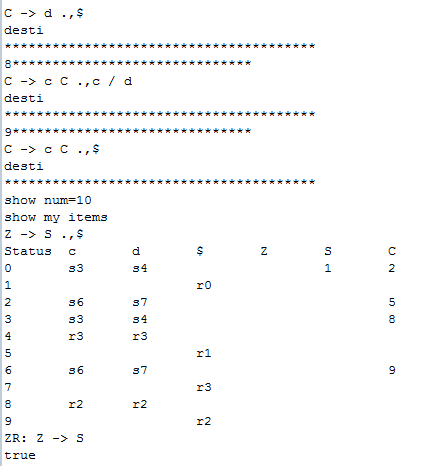 C -> d .,$
desti
***************************************
8******************************
C -> c C .,c / d
desti
***************************************
9******************************
C -> c C .,$
desti
***************************************
show num=10
show my items
Z -> S .,$
Status c d $ Z S C
0 s3 s4 1 2
1 r0
2 s6 s7 5
3 s3 s4 8
4 r3 r3
5 r1
6 s6 s7 9
7 r3
8 r2 r2
9 r2
ZR: Z -> S
true